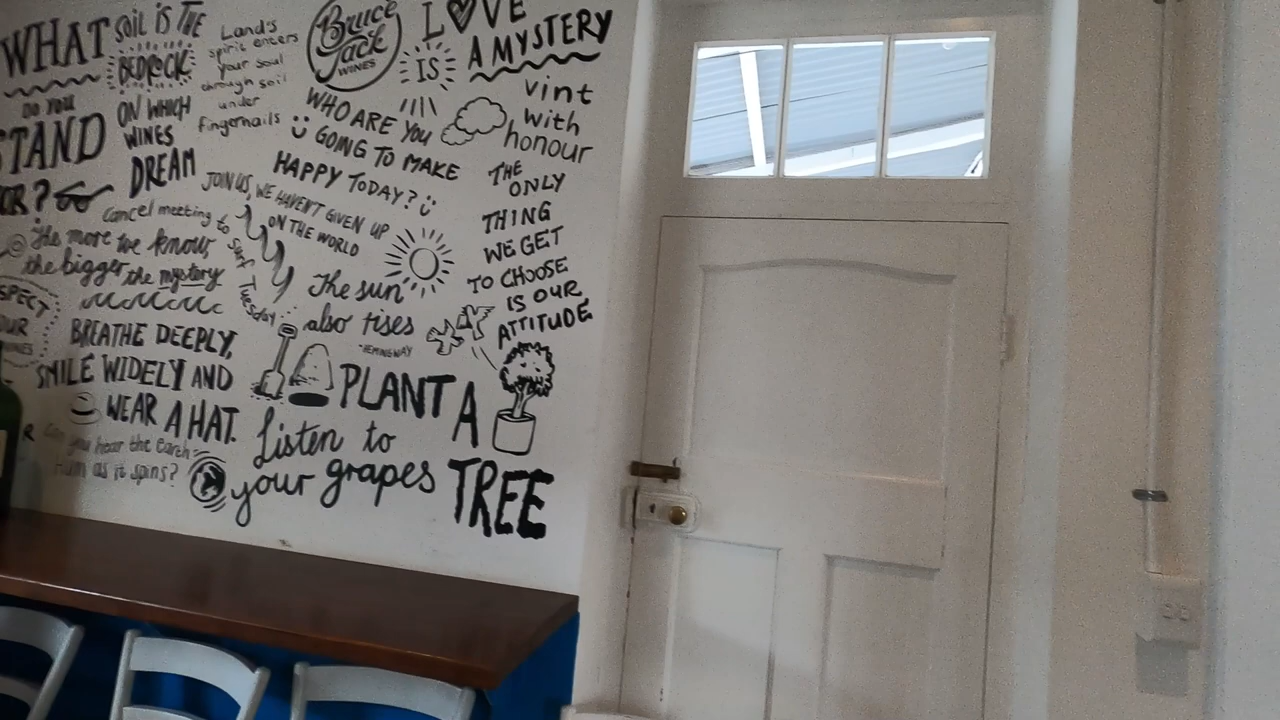 WHAT
DO YOU
STAND
OR?
SOIL IS THE
BEDROCK
ON WHICH
WINES
DREAM
Land's
spirit enters
your soul
through soil
under
fingernails
Bruce
Jack
WINES
LOVE
IS
A MYSTERY
WHO ARE YOU
GOING TO MAKE
HAPPY TODAY?
vint
with
honour
THE
ONLY
THING
WE GET
TO CHOOSE
IS OUR
ATTITUDE
JOIN US, WE HAVEN'T GIVEN UP
ON THE WORLD
Cancel meeting to
surf Tuesday
the more we know,
the bigger the mystery
SPECT
OUR
The sun
also rises
-HEMINGWAY
BREATHE DEEPLY,
SMILE WIDELY AND
WEAR A HAT.
PLANT A
TREE
Can you hear the earth
hum as it spins?
Listen to
your grapes
R